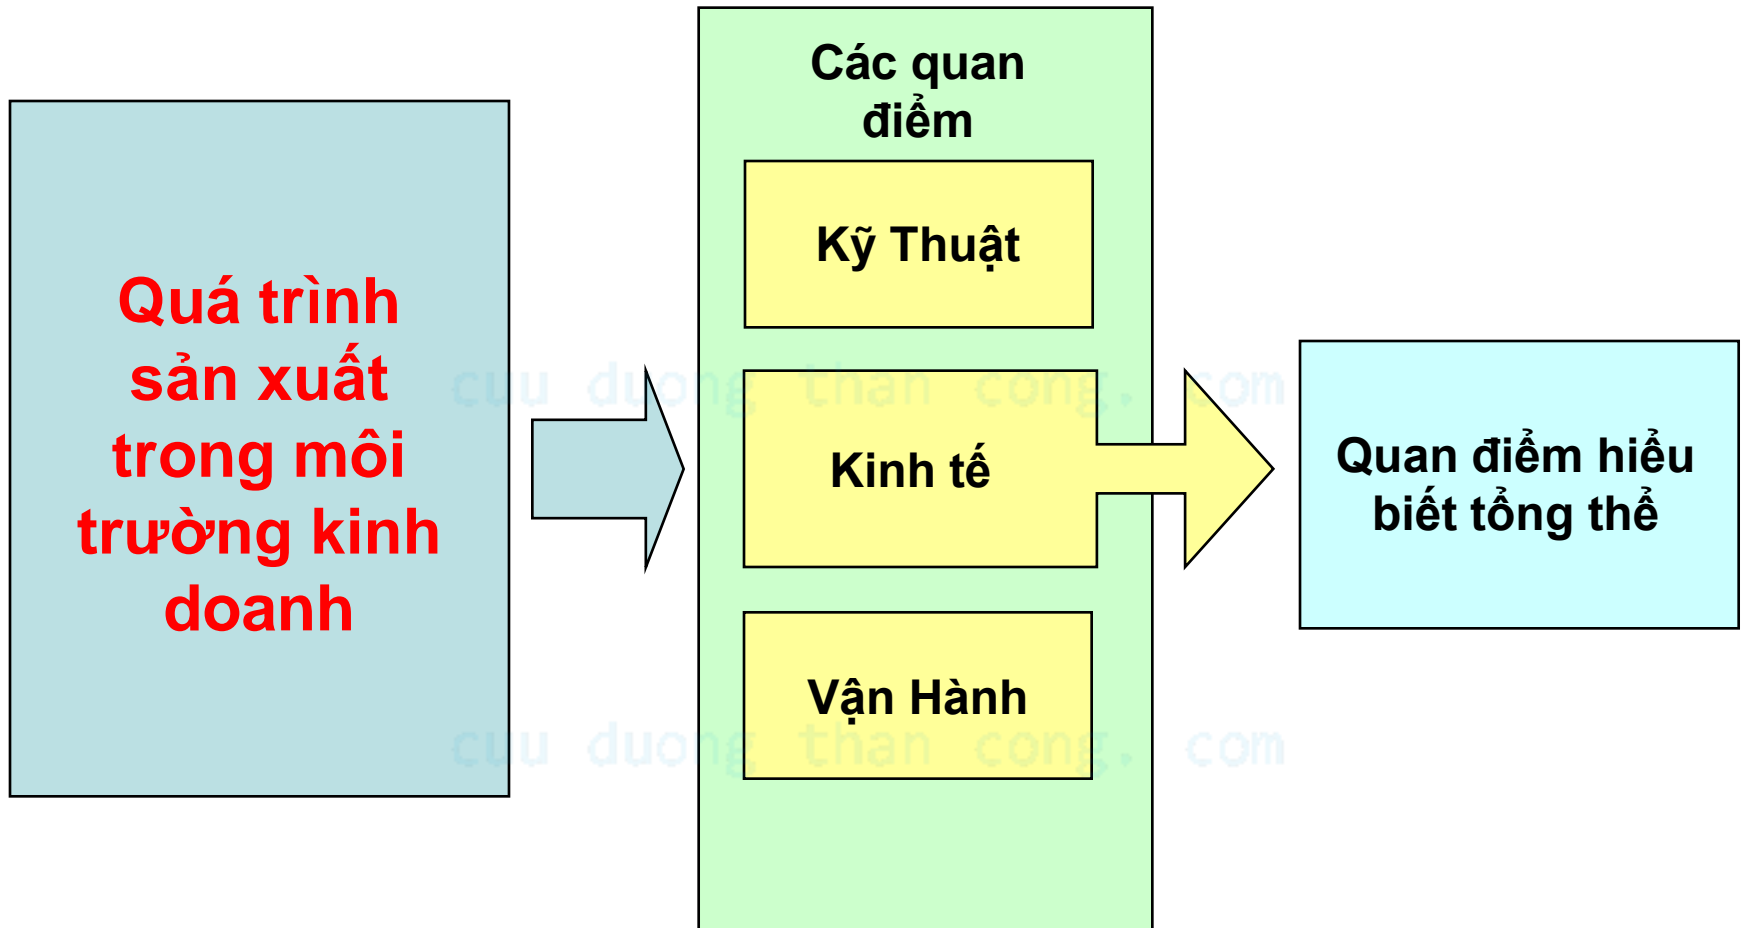 Quá trình
sản xuất
trong môi
trường kinh
doanh
Các quan
điểm
Kỹ Thuật
Kinh tế
Vận Hành
Quan điểm hiểu
biết tổng thể
cuu duong than cong. com
cuu duong than cong. com